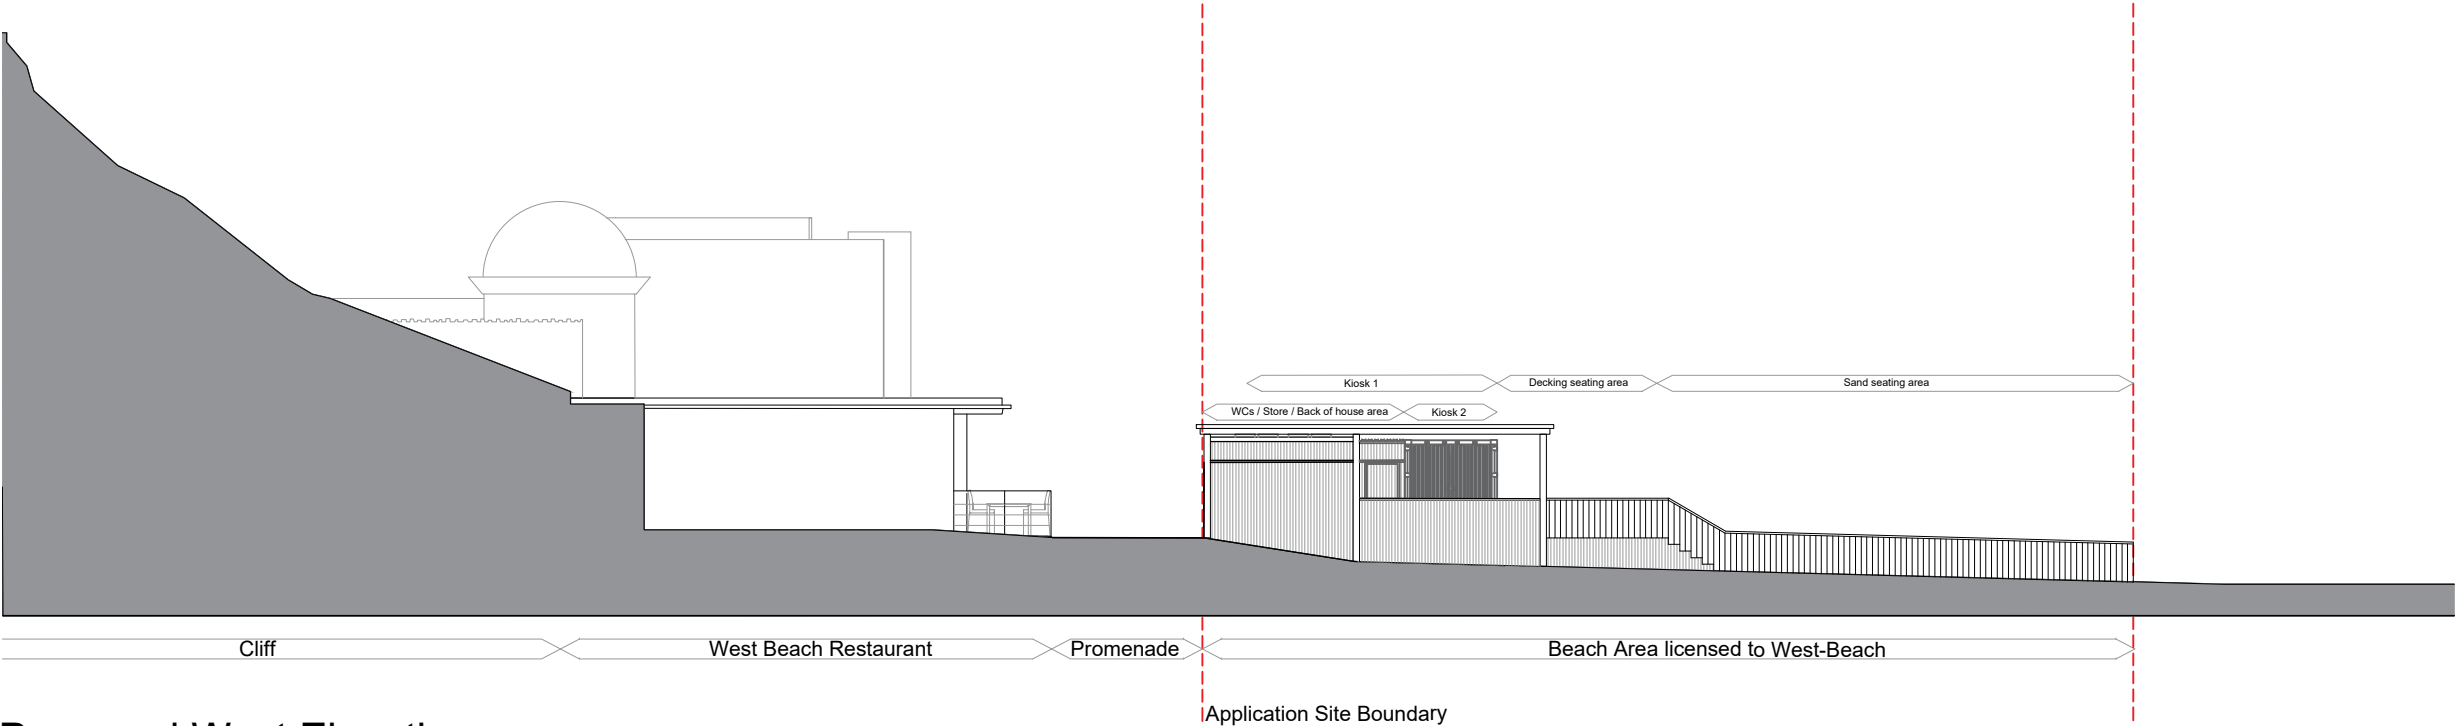 Kiosk 1
Decking seating area
Sand seating area
WCs / Store / Back of house area
Kiosk 2
Cliff
West Beach Restaurant
Promenade
Beach Area licensed to West-Beach
Application Site Boundary